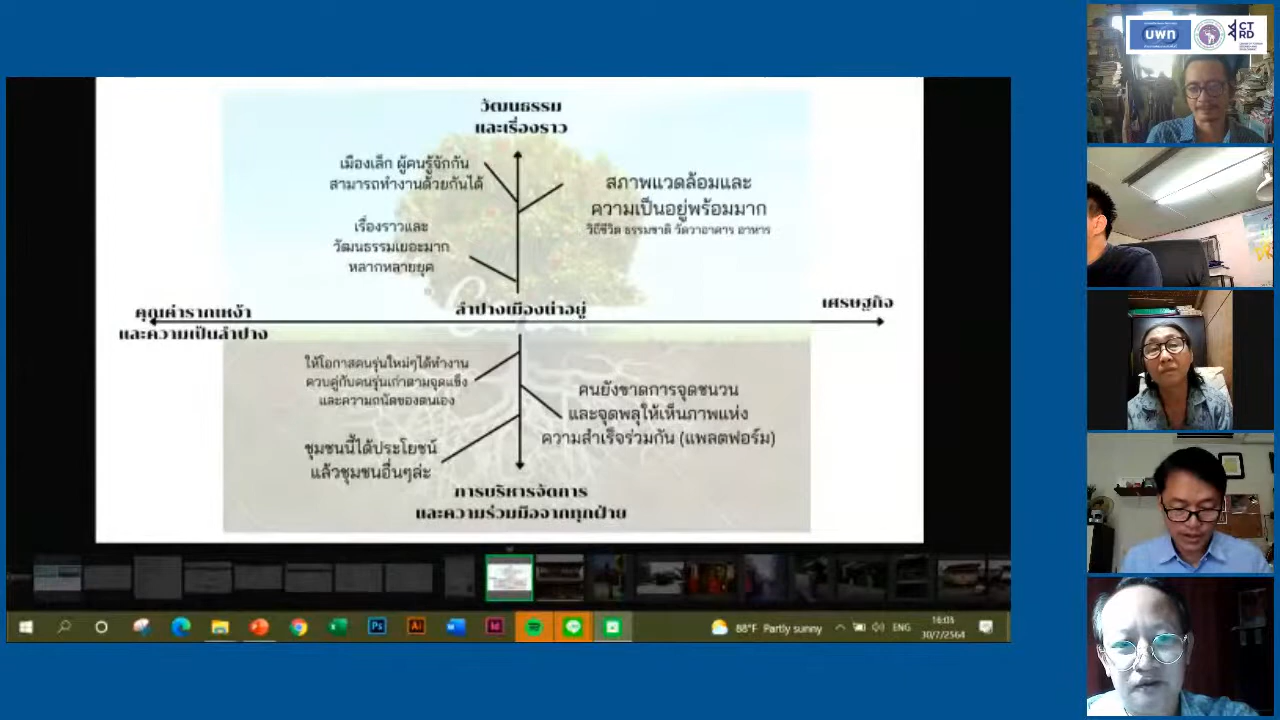 บพท
CT
RD
วัฒนธรรม
และเรื่องราว
เมืองเล็ก ผู้คนรู้จักกัน
สามารถทำงานด้วยกันได้
สภาพแวดล้อมและ
ความเป็นอยู่พร้อมมาก
วิถีชีวิต ธรรมชาติ วัดวาอาคาร อาหาร
เรื่องราวและ
วัฒนธรรมเยอะมาก
หลากหลายยุค
คุณค่ารากเหง้า
และความเป็นลำปาง
ลำปางเมืองน่าอยู่
เศรษฐกิจ
ให้โอกาสคนรุ่นใหม่ๆได้ทำงาน
ควบคู่กับคนรุ่นเก่าตามจุดแข็ง
และความถนัดของตนเอง
คนยังขาดการจุดชนวน
และจุดพลุให้เห็นภาพแห่ง
ความสำเร็จร่วมกัน (แพลตฟอร์ม)
ชุมชนนี้ได้ประโยชน์
แล้วชุมชนอื่นๆล่ะ
การบริหารจัดการ
และความร่วมมือจากทุกฝ่าย
Ps
Ai
88°F Partly sunny
ENG
16:05
30/7/2564